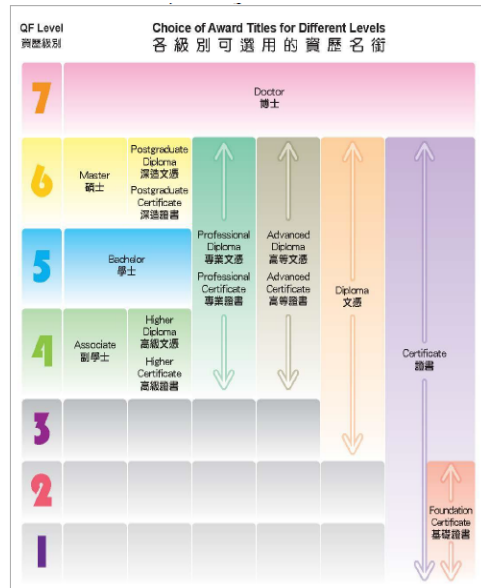 QF Level
資歷級別
Choice of Award Titles for Different Levels
各級別可選用的資歷名銜
7
Doctor
博士
6
Master
碩士
Postgraduate
Diploma
深造文憑
Postgraduate
Certificate
深造證書
5
Bachelor
學士
Professional
Diploma
專業文憑
Professional
Certificate
專業證書
Advanced
Diploma
高等文憑
Advanced
Certificate
高等證書
Diploma
文憑
4
Associate
副學士
Higher
Diploma
高級文憑
Higher
Certificate
高級證書
Certificate
證書
3
2
Foundation
Certificate
基礎證書
1